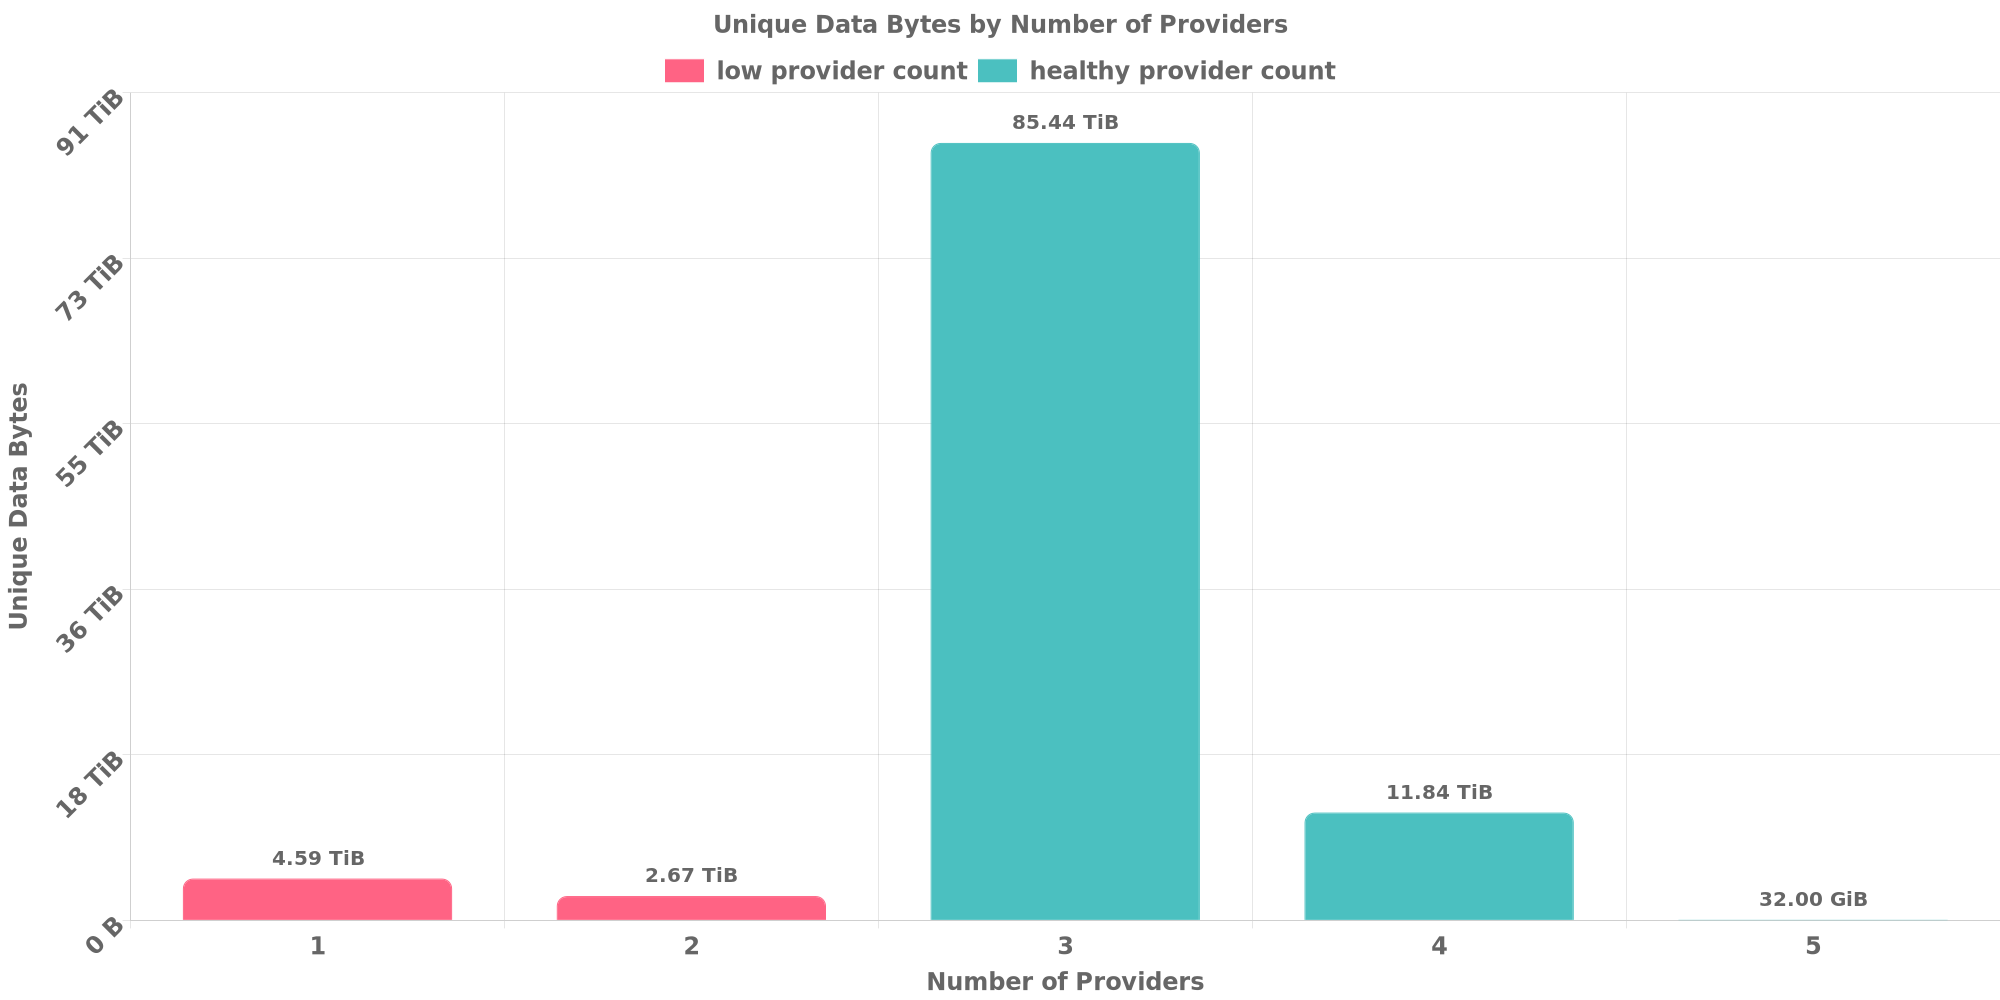 Unique Data Bytes by Number of Providers
low provider count healthy provider count
91 TiB
73 TiB
55 TiB
36 TiB
18 TiB
0 B
Unique Data Bytes
4.59 TiB
2.67 TiB
85.44 TiB
11.84 TiB
32.00 GiB
1 2 3 4 5
Number of Providers